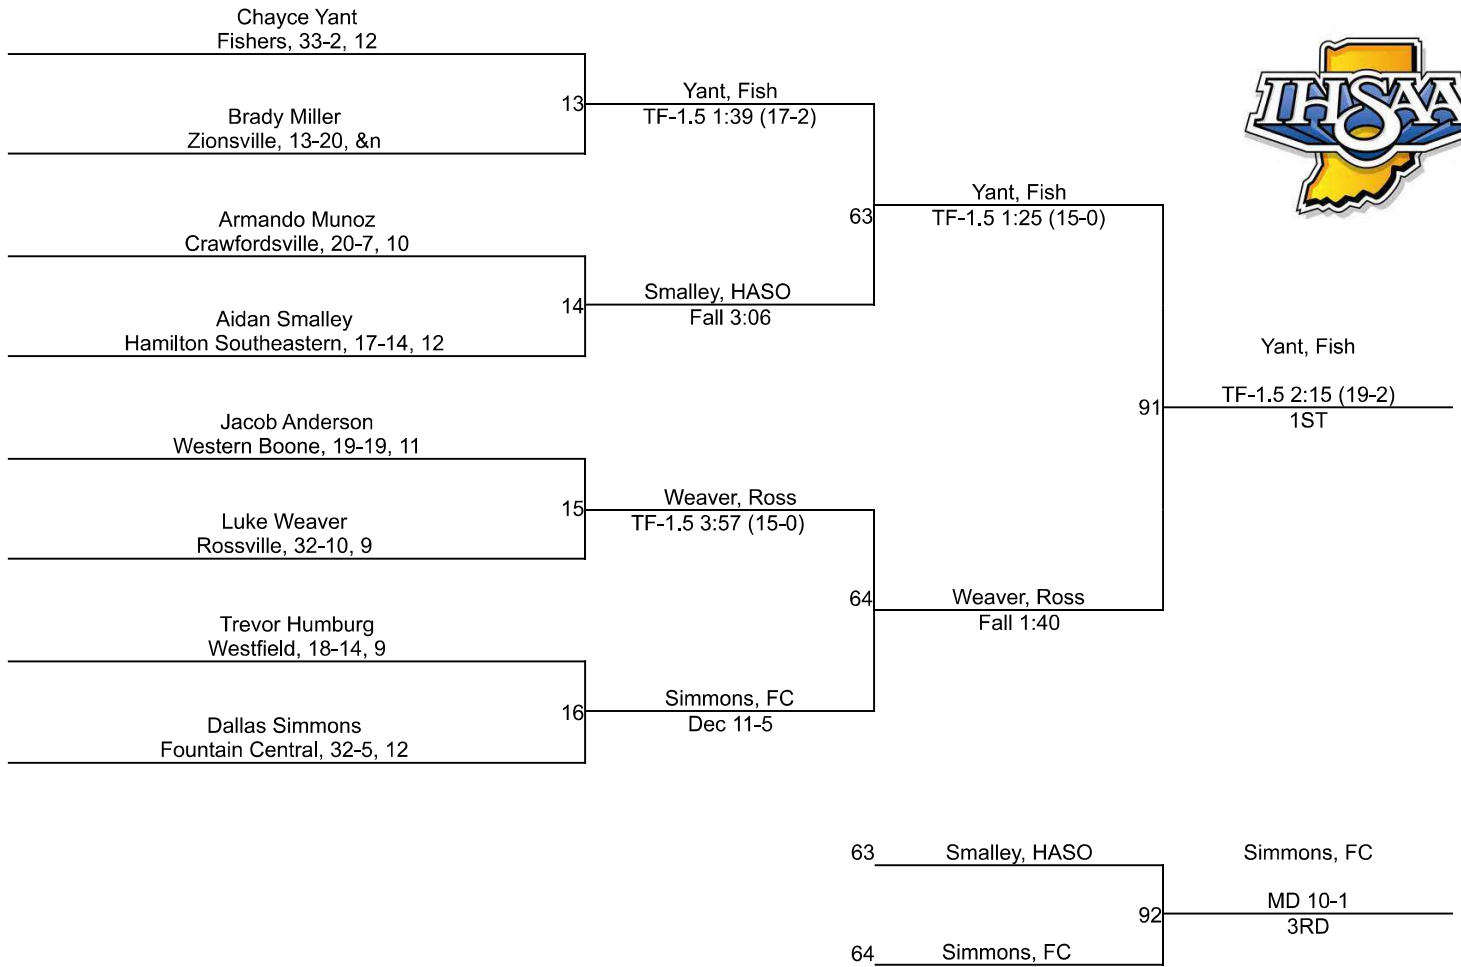 Chayce Yant
Fishers, 33-2, 12
Brady Miller
Zionsville, 13-20, &n
Armando Munoz
Crawfordsville, 20-7, 10
Aidan Smalley
Hamilton Southeastern, 17-14, 12
Jacob Anderson
Western Boone, 19-19, 11
Luke Weaver
Rossville, 32-10, 9
Trevor Humburg
Westfield, 18-14, 9
Dallas Simmons
Fountain Central, 32-5, 12
13
Yant, Fish
TF-1.5 1:39 (17-2)
14
Smalley, HASO
Fall 3:06
15
Weaver, Ross
TF-1.5 3:57 (15-0)
16
Simmons, FC
Dec 11-5
63
Yant, Fish
TF-1.5 1:25 (15-0)
64
Weaver, Ross
Fall 1:40
IHSAA
91
Yant, Fish
TF-1.5 2:15 (19-2)
1ST
63
Smalley, HASO
64
Simmons, FC
92
Simmons, FC
MD 10-1
3RD